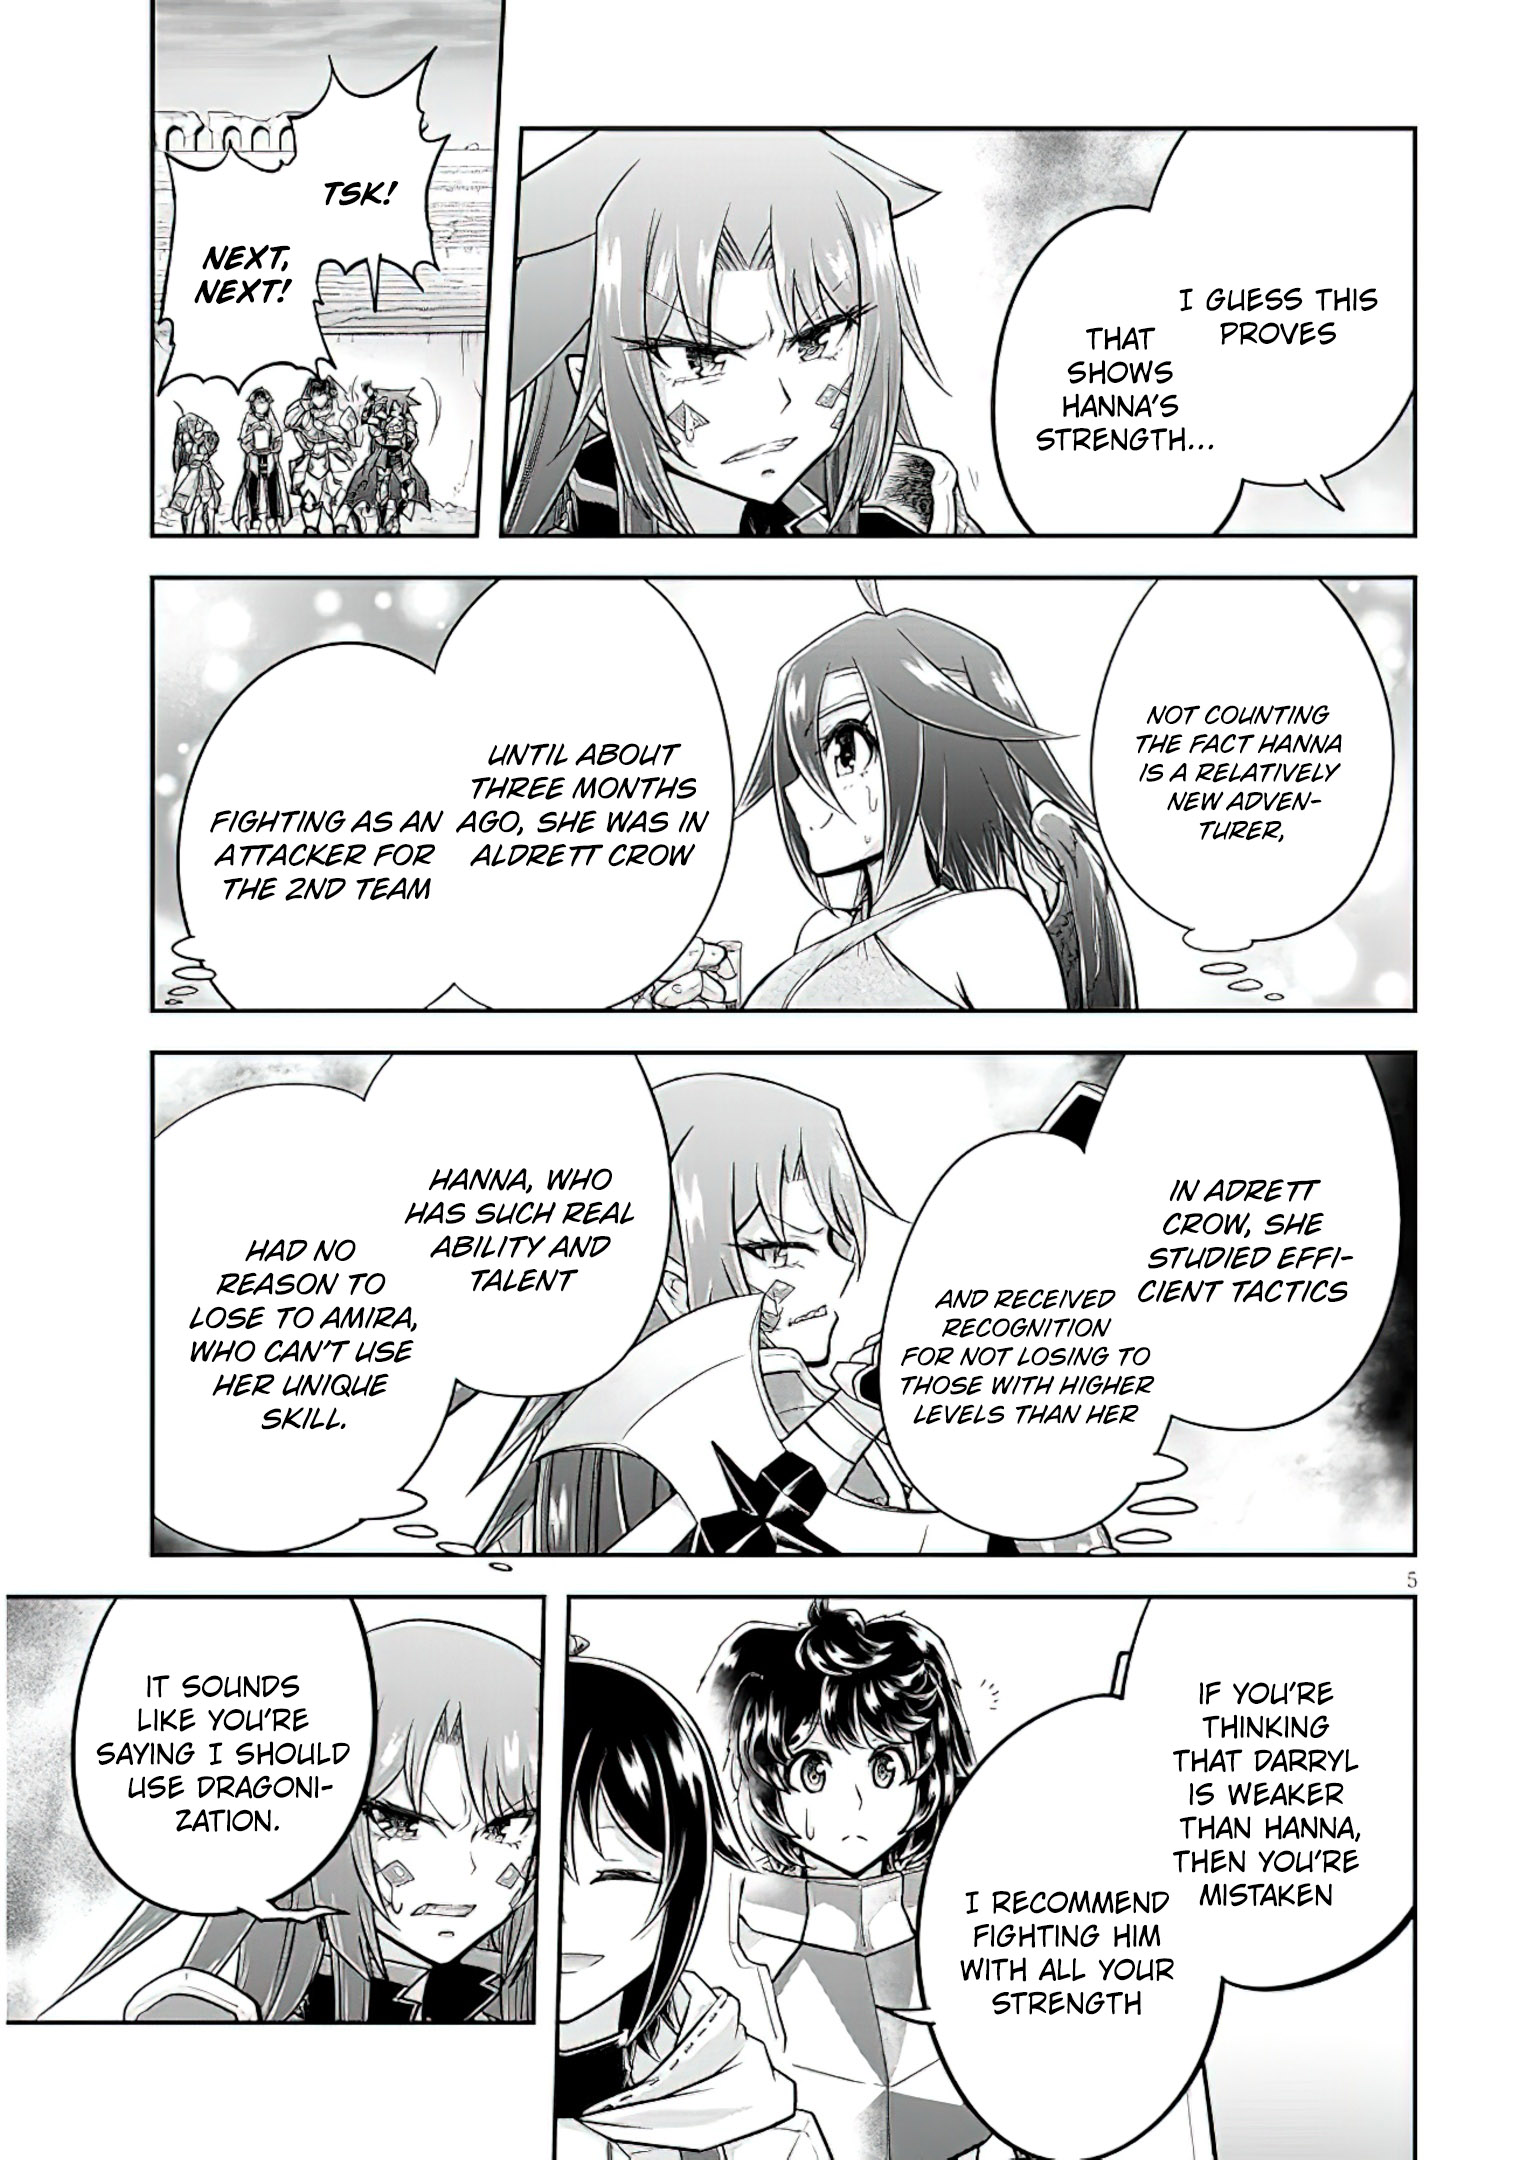 I GUESS THIS
PROVES
THAT
SHOWS
HANNA'S
STRENGTH...
TSK!
NEXT,
NEXT!
NOT COUNTING
THE FACT HANNA
IS A RELATIVELY
NEW ADVEN-
TURER,
UNTIL ABOUT
THREE MONTHS
AGO, SHE WAS IN
ALDRETT CROW
FIGHTING AS AN
ATTACKER FOR
THE 2ND TEAM
IN ADRETT
CROW, SHE
STUDIED EFFI-
CIENT TACTICS
AND RECEIVED
RECOGNITION
FOR NOT LOSING TO
THOSE WITH HIGHER
LEVELS THAN HER
HANNA, WHO
HAS SUCH REAL
ABILITY AND
TALENT
HAD NO
REASON TO
LOSE TO AMIRA,
WHO CAN'T USE
HER UNIQUE
SKILL.
5
IF YOU'RE
THINKING
THAT DARRYL
IS WEAKER
THAN HANNA,
THEN YOU'RE
MISTAKEN
I RECOMMEND
FIGHTING HIM
WITH ALL YOUR
STRENGTH
IT SOUNDS
LIKE YOU'RE
SAYING I SHOULD
USE DRAGONI-
ZATION.